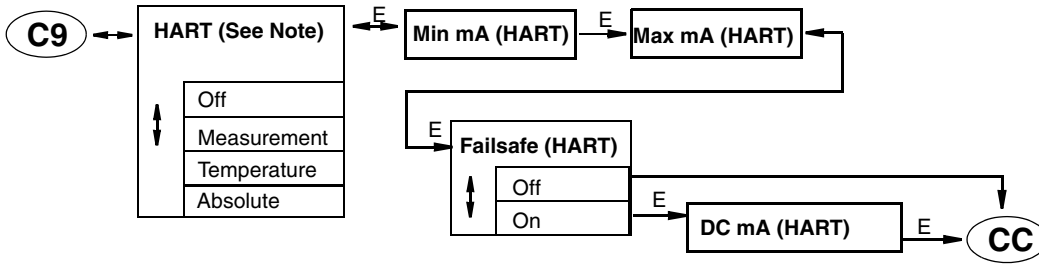 C9
HART (See Note)
Off
Measurement
Temperature
Absolute
E
Min mA (HART)
E
Max mA (HART)
E
Failsafe (HART)
Off
On
E
DC mA (HART)
E
CC